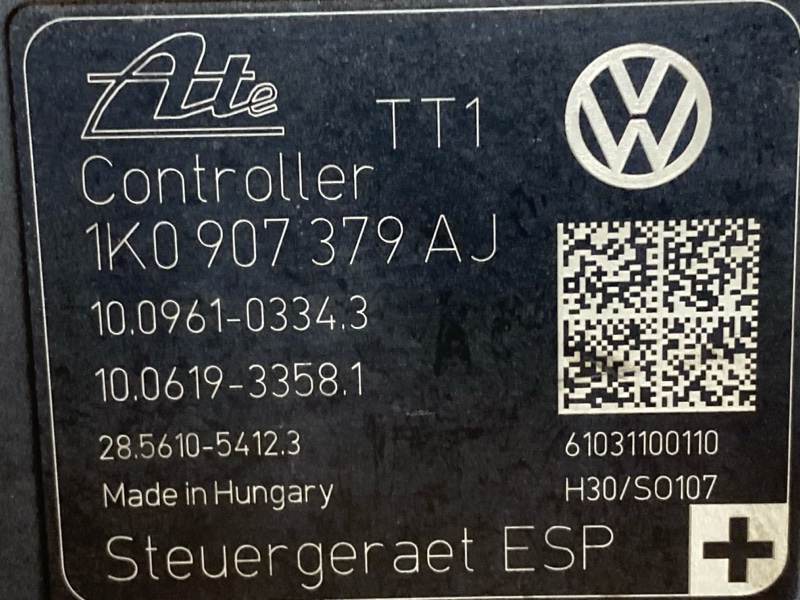 Ate
TT1
Controller
1K0 907 379 AJ
10.0961-0334.3
10.0619-3358.1
28.5610-5412.3
61031100110
Made in Hungary
H30/SO107
Steuergeraet ESP